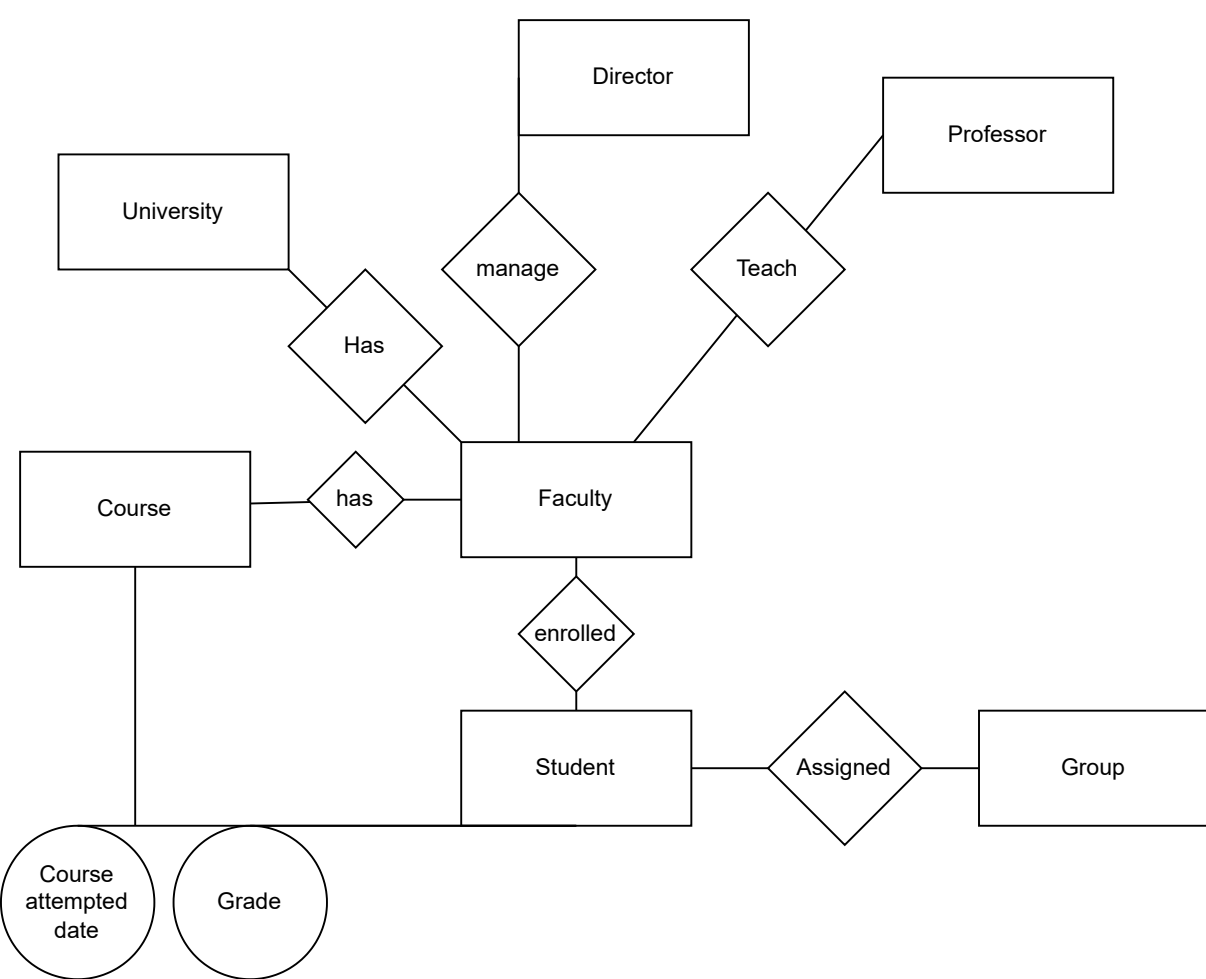 Director
Professor
University
manage
Teach
Has
Course
has
Faculty
enrolled
Student
Assigned
Group
Course
attempted
date
Grade